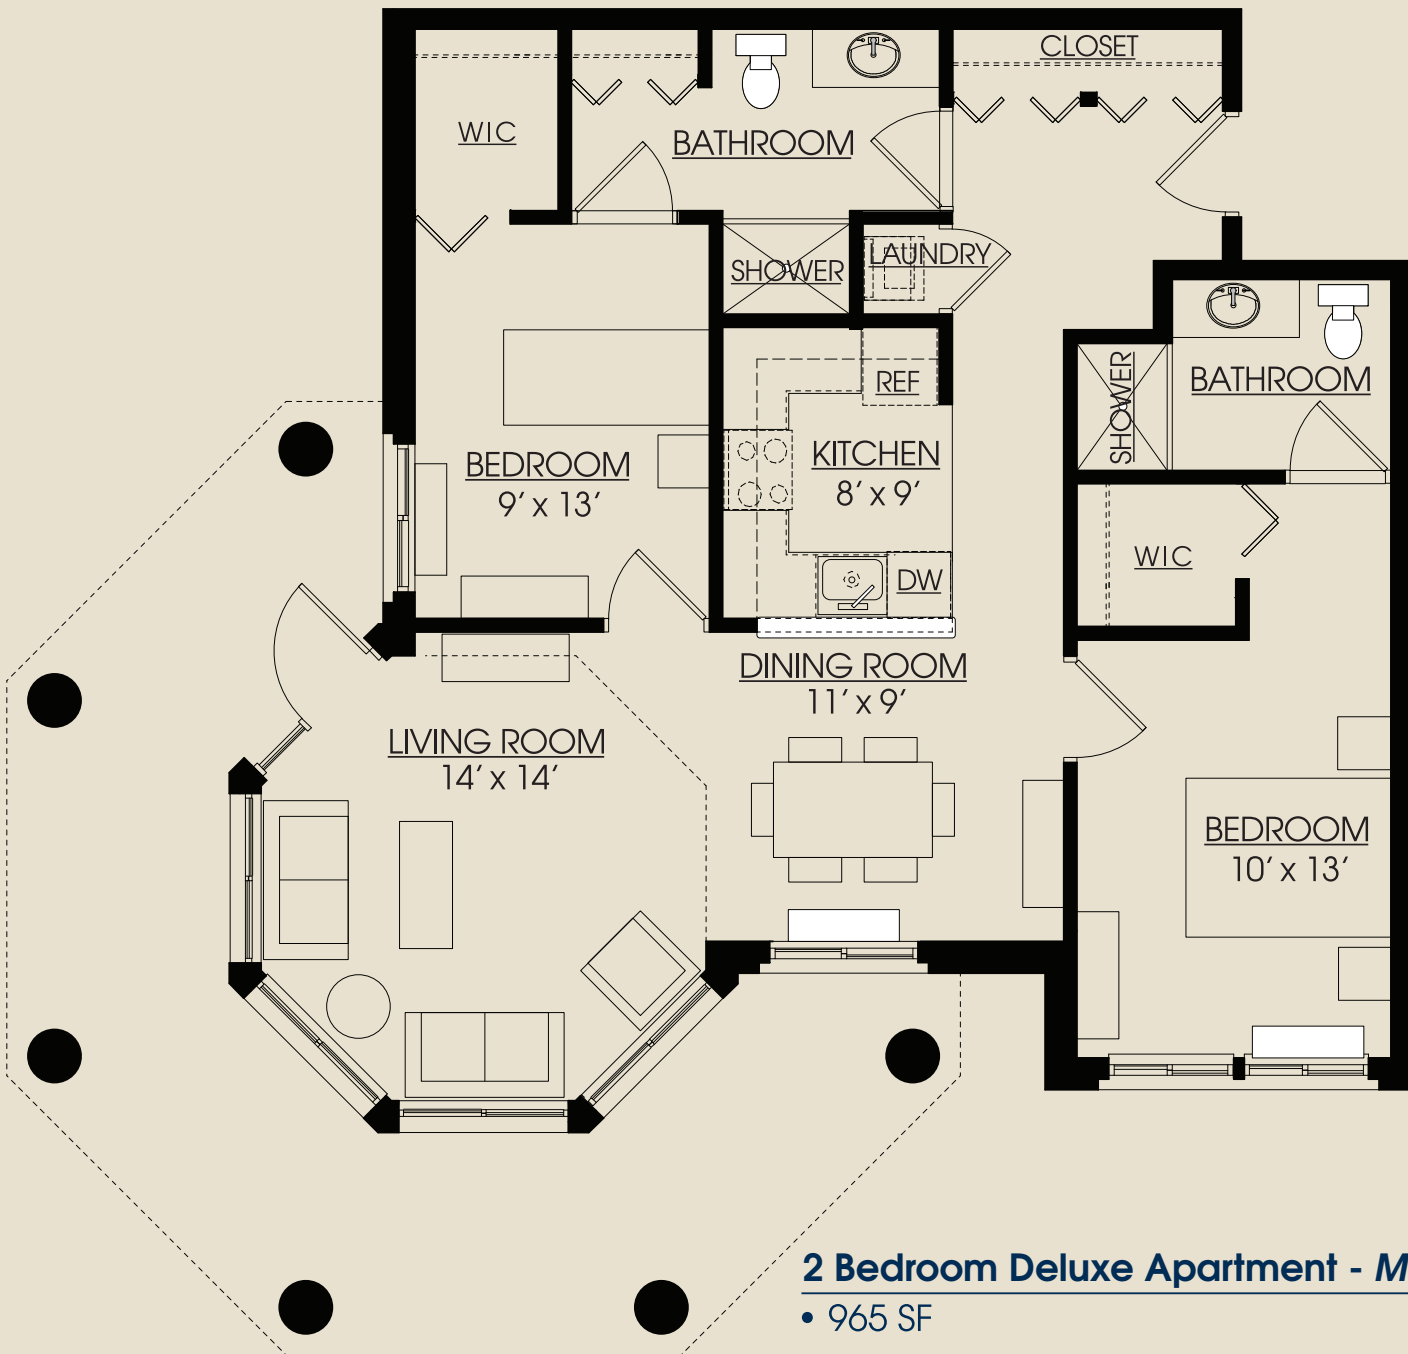 CLOSET
WIC
BATHROOM
SHOWER
LAUNDRY
REF
SHOWER
BATHROOM
KITCHEN
8’ x 9’
BEDROOM
9’ x 13’
WIC
DW
DINING ROOM
11’ x 9’
LIVING ROOM
14’ x 14’
BEDROOM
10’ x 13’
2 Bedroom Deluxe Apartment - M
• 965 SF